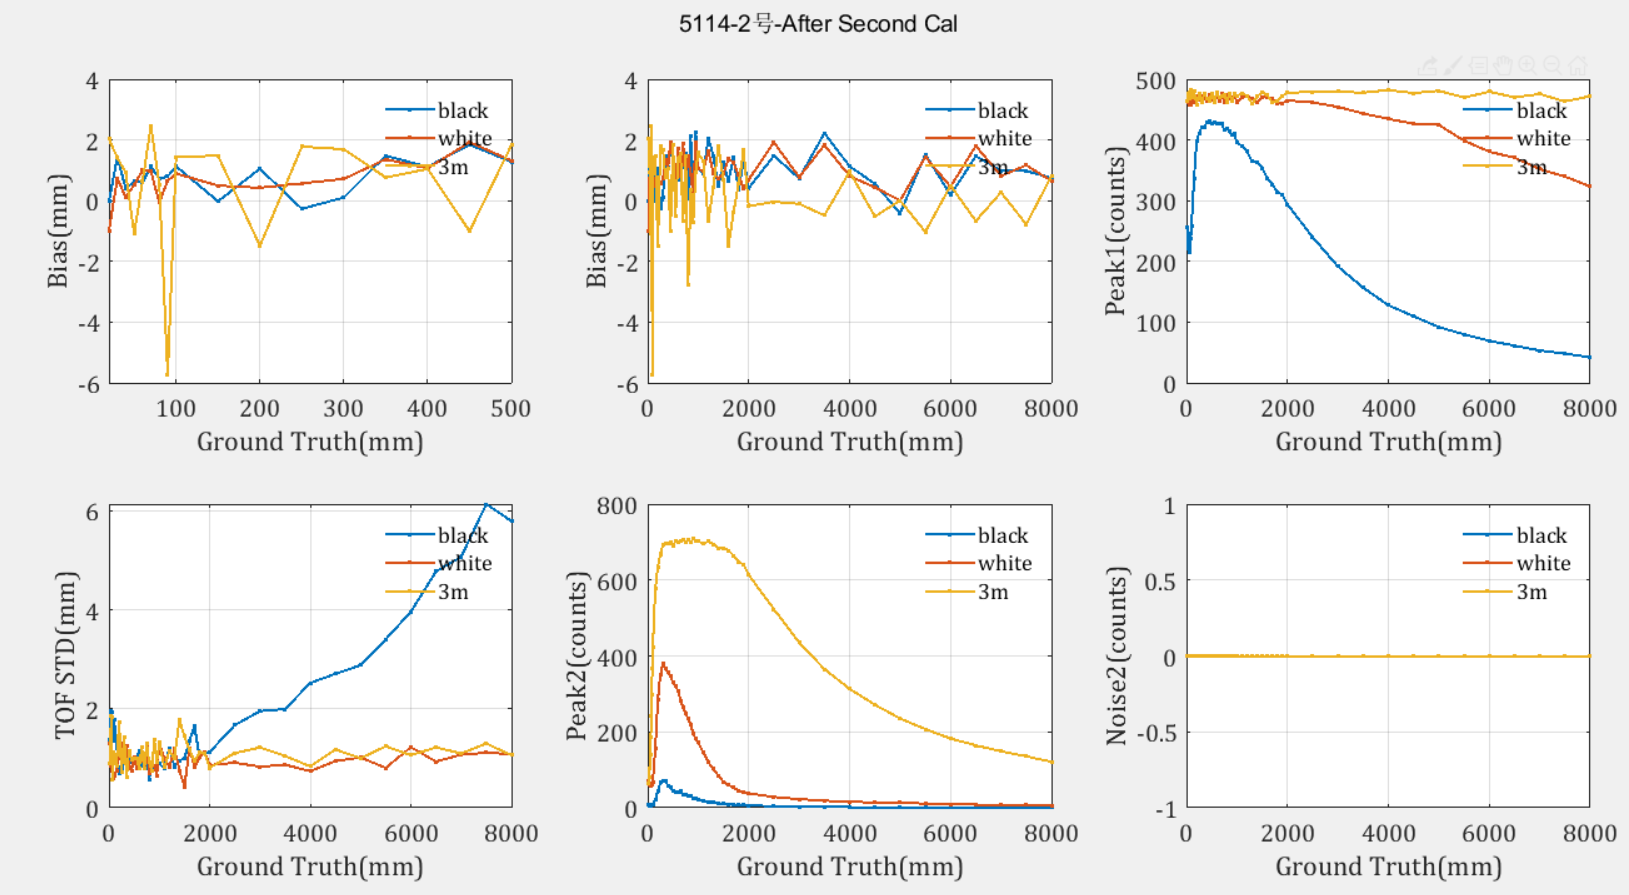 5114-2号-After Second Cal
4
2
0
-2
-4
-6
100 200 300 400 500
Bias(mm)
Ground Truth(mm)
black
white
3m
4
2
0
-2
-4
-6
0 2000 4000 6000 8000
Bias(mm)
Ground Truth(mm)
black
white
3m
500
400
300
200
100
0
0 2000 4000 6000 8000
Peak1(counts)
Ground Truth(mm)
black
white
3m
6
4
2
0
0 2000 4000 6000 8000
TOF STD(mm)
Ground Truth(mm)
black
white
3m
800
600
400
200
0
0 2000 4000 6000 8000
Peak2(counts)
Ground Truth(mm)
black
white
3m
1
0.5
0
-0.5
-1
0 2000 4000 6000 8000
Noise2(counts)
Ground Truth(mm)
black
white
3m